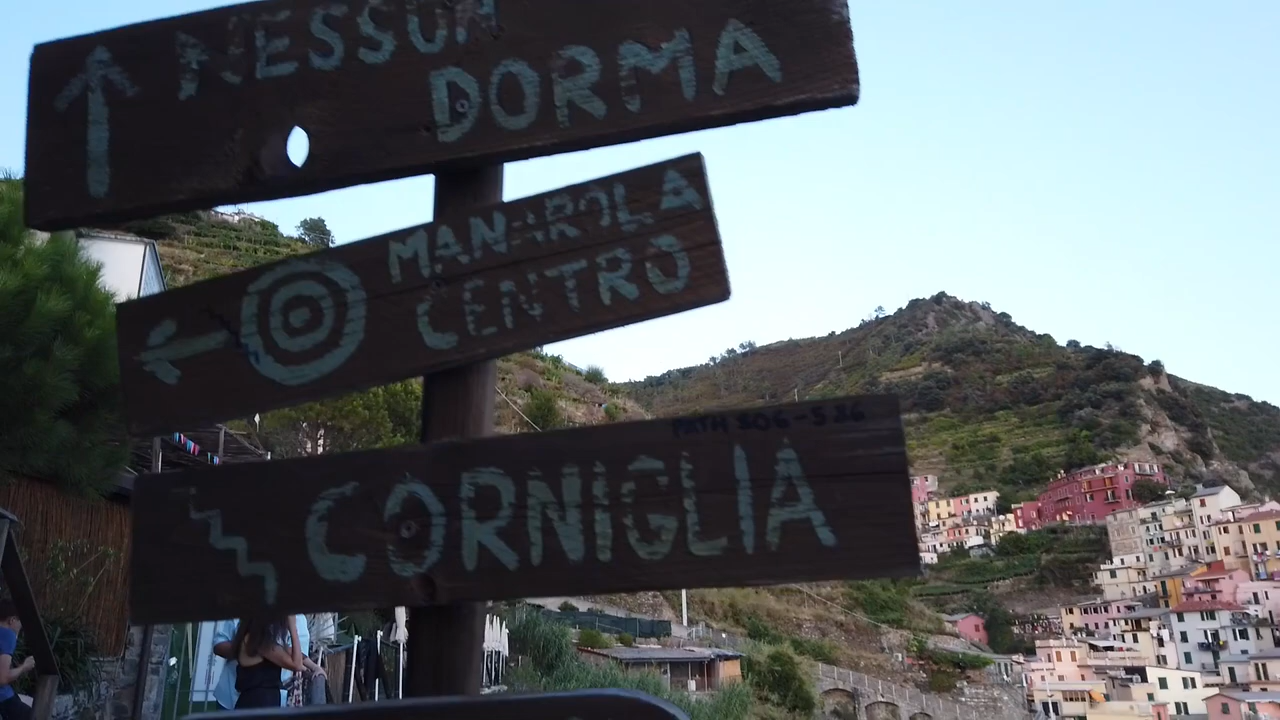 NESSUN
DORMA
MANAROLA
CENTRO
PATH 506-586
CORNIGLIA